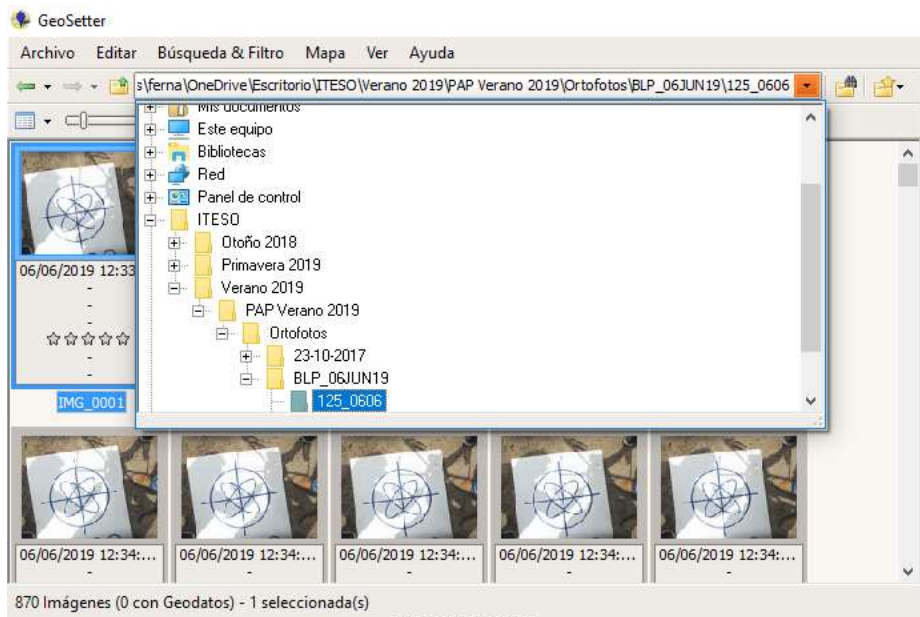 GeoSetter
Archivo Editar Búsqueda & Filtro Mapa Ver Ayuda
s\ferna\OneDrive\Escritorio\ITESO\Verano 2019\PAP Verano 2019\Ortofotos\BLP_06JUN19\125_0606
Mis documentos
Este equipo
Bibliotecas
Red
Panel de control
ITESO
Otoño 2018
Primavera 2019
Verano 2019
PAP Verano 2019
Ortofotos
23-10-2017
BLP_06JUN19
125_0606
06/06/2019 12:33
-
-
-
-
IMG_0001
06/06/2019 12:34:... 06/06/2019 12:34:... 06/06/2019 12:34:... 06/06/2019 12:34:... 06/06/2019 12:34:...
- - - - -
870 Imágenes (0 con Geodatos) - 1 seleccionada(s)